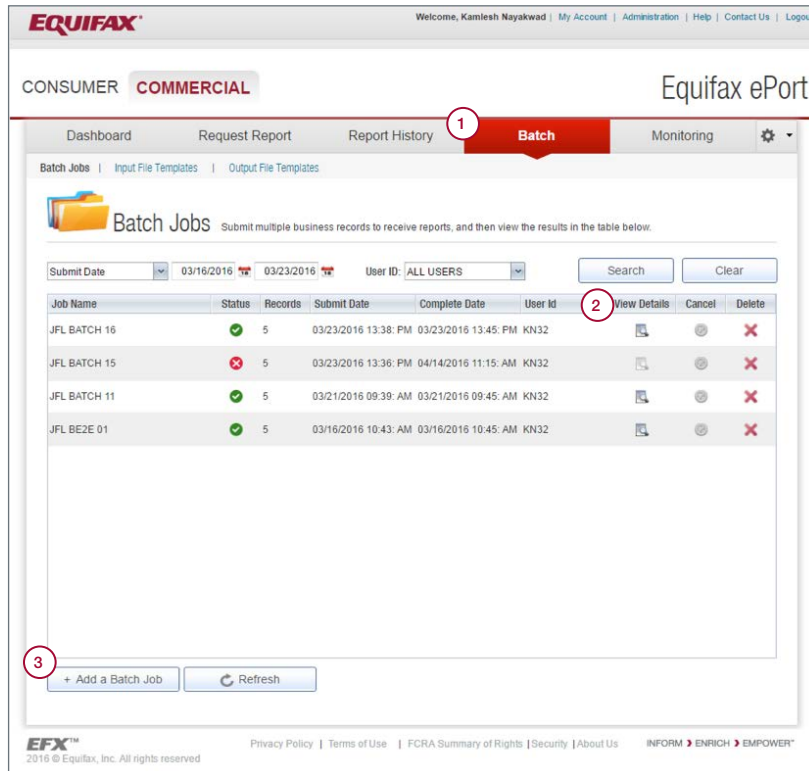 EQUIFAX®
Welcome, Kamlesh Nayakwad | My Account | Administration | Help | Contact Us | Logou
CONSUMER COMMERCIAL
Equifax ePort
Dashboard Request Report Report History 1 Batch Monitoring
Batch Jobs | Input File Templates | Output File Templates
Batch Jobs Submit multiple business records to receive reports, and then view the results in the table below.
Submit Date 03/16/2016 03/23/2016 User ID: ALL USERS Search Clear
Job Name Status Records Submit Date Complete Date User Id 2 View Details Cancel Delete
JFL BATCH 16 5 03/23/2016 13:38: PM 03/23/2016 13:45: PM KN32
JFL BATCH 15 5 03/23/2016 13:36: PM 04/14/2016 11:15: AM KN32
JFL BATCH 11 5 03/21/2016 09:39: AM 03/21/2016 09:45: AM KN32
JFL BE2E 01 5 03/16/2016 10:43: AM 03/16/2016 10:45: AM KN32
3
+ Add a Batch Job Refresh
EFX™ Privacy Policy | Terms of Use | FCRA Summary of Rights | Security | About Us INFORM ❯ ENRICH ❯ EMPOWER™
2016 © Equifax, Inc. All rights reserved